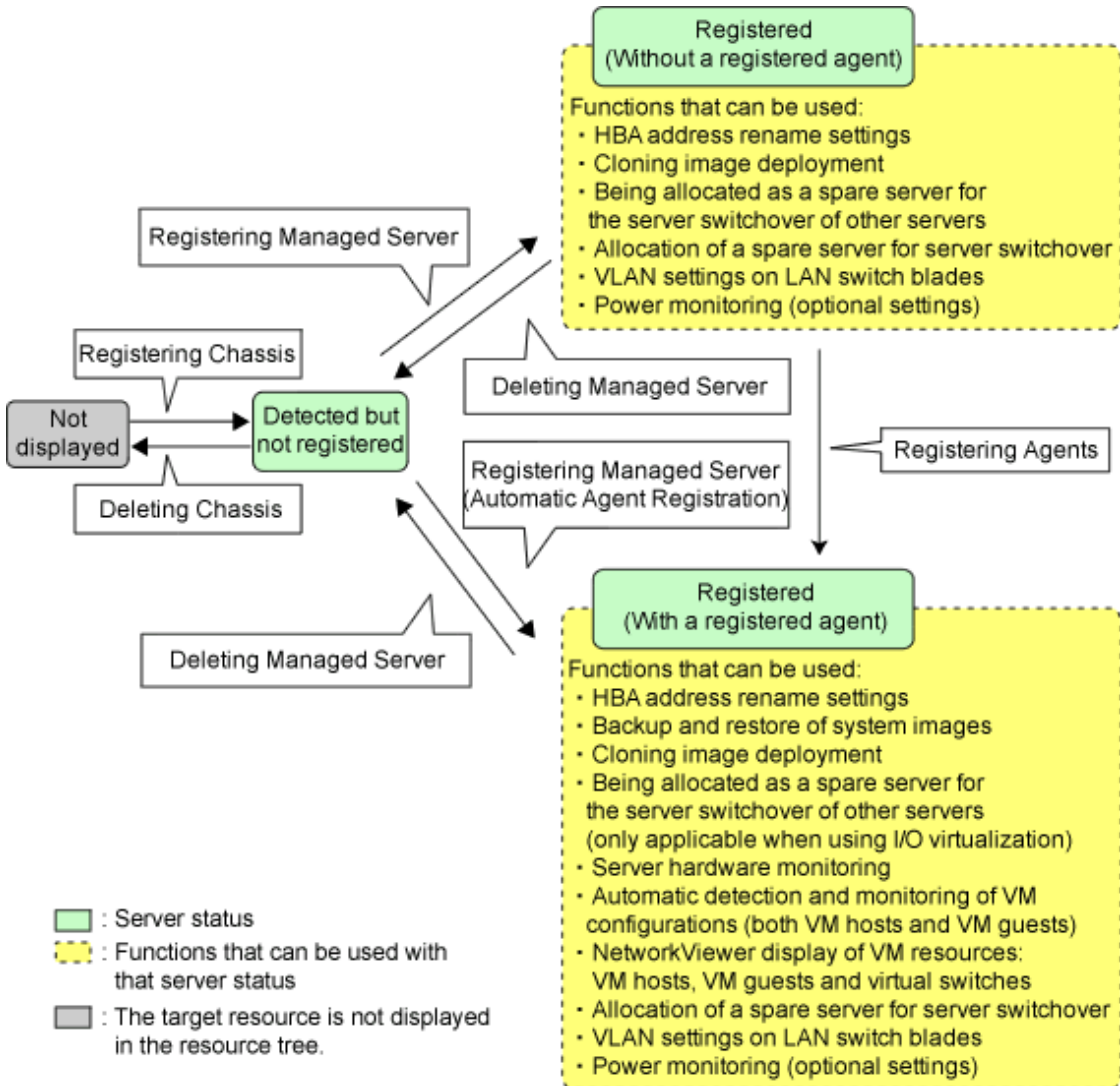 Registered
(Without a registered agent)
Functions that can be used:
・HBA address rename settings
・Cloning image deployment
・Being allocated as a spare server for
the server switchover of other servers
・Allocation of a spare server for server switchover
・VLAN settings on LAN switch blades
・Power monitoring (optional settings)
Registering Managed Server
Registering Chassis
Deleting Managed Server
Not
displayed
Detected but
not registered
Registering Agents
Registering Managed Server
(Automatic Agent Registration)
Deleting Chassis
Deleting Managed Server
Registered
(With a registered agent)
Functions that can be used:
・HBA address rename settings
・Backup and restore of system images
・Cloning image deployment
・Being allocated as a spare server for
the server switchover of other servers
(only applicable when using I/O virtualization)
・Server hardware monitoring
・Automatic detection and monitoring of VM
configurations (both VM hosts and VM guests)
・NetworkViewer display of VM resources:
VM hosts, VM guests and virtual switches
・Allocation of a spare server for server switchover
・VLAN settings on LAN switch blades
・Power monitoring (optional settings)
: Server status
: Functions that can be used with
that server status
: The target resource is not displayed
in the resource tree.